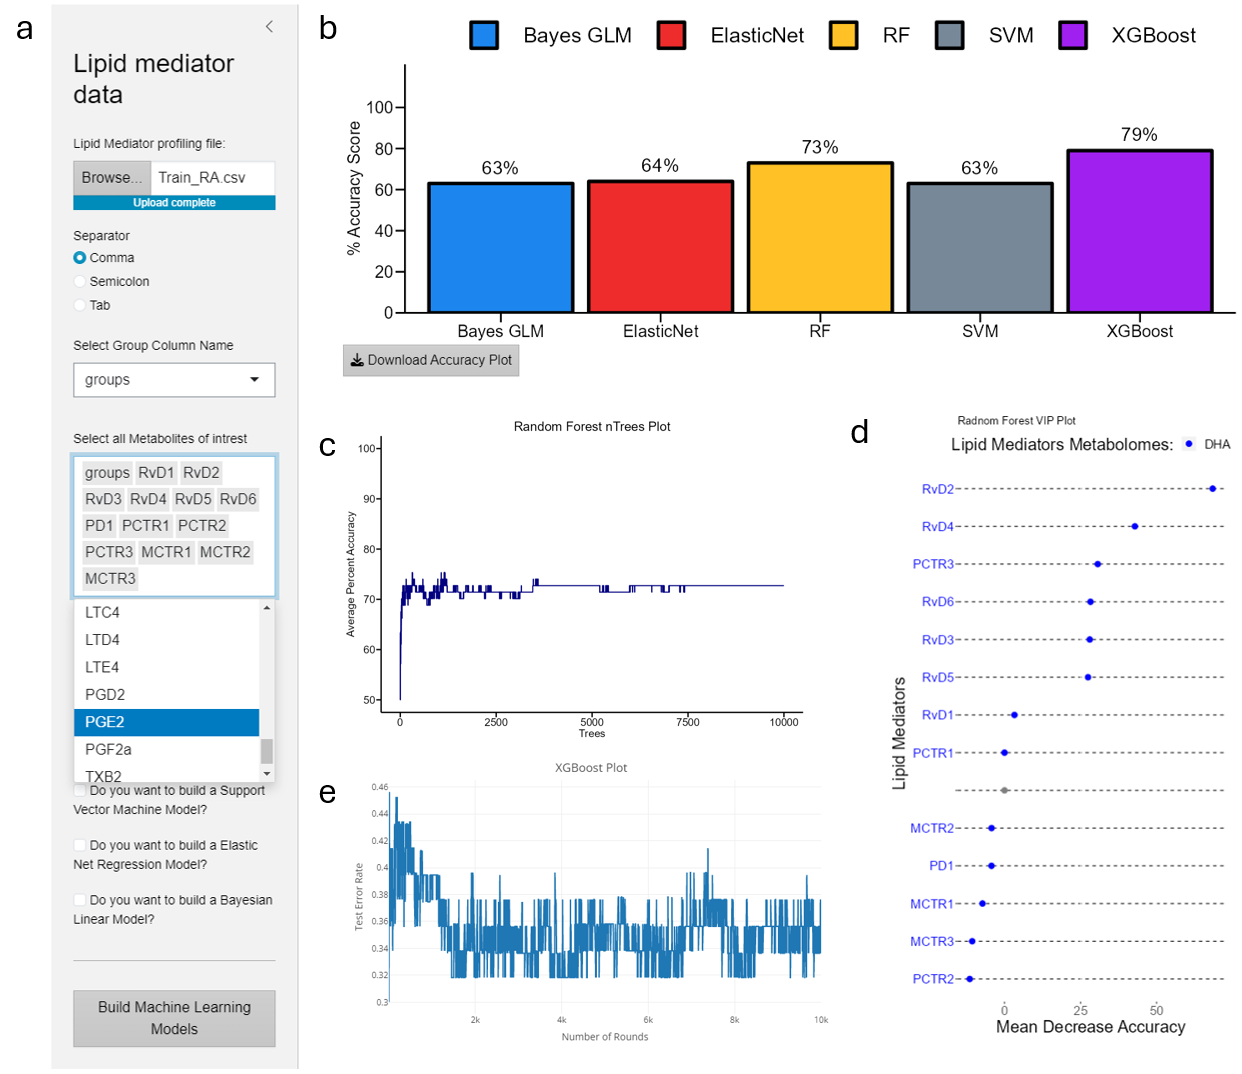 a
Lipid mediator
data
Lipid Mediator profiling file:
Browse... Train_RA.csv
Upload complete
Separator
Comma
Semicolon
Tab
Select Group Column Name
groups
Select all Metabolites of intrest
groups RvD1 RvD2
RvD3 RvD4 RvD5 RvD6
PD1 PCTR1 PCTR2
PCTR3 MCTR1 MCTR2
MCTR3
LTC4
LTD4
LTE4
PGD2
PGE2
PGF2a
TXB2
Do you want to build a Support
Vector Machine Model?
Do you want to build a Elastic
Net Regression Model?
Do you want to build a Bayesian
Linear Model?
Build Machine Learning
Models
b
Bayes GLM ElasticNet RF SVM XGBoost
% Accuracy Score
100
80
60
40
20
0
63% 64% 73% 63% 79%
Bayes GLM ElasticNet RF SVM XGBoost
Download Accuracy Plot
c
Random Forest nTrees Plot
Average Percent Accuracy
100
90
80
70
60
50
0 2500 5000 7500 10000
Trees
d
Radnom Forest VIP Plot
Lipid Mediators Metabolomes: DHA
Lipid Mediators
RvD2
RvD4
PCTR3
RvD6
RvD3
RvD5
RvD1
PCTR1
MCTR2
PD1
MCTR1
MCTR3
PCTR2
0 25 50
Mean Decrease Accuracy
e
XGBoost Plot
Test Error Rate
0.46
0.44
0.42
0.4
0.38
0.36
0.34
0.32
0.3
2k 4k 6k 8k 10k
Number of Rounds